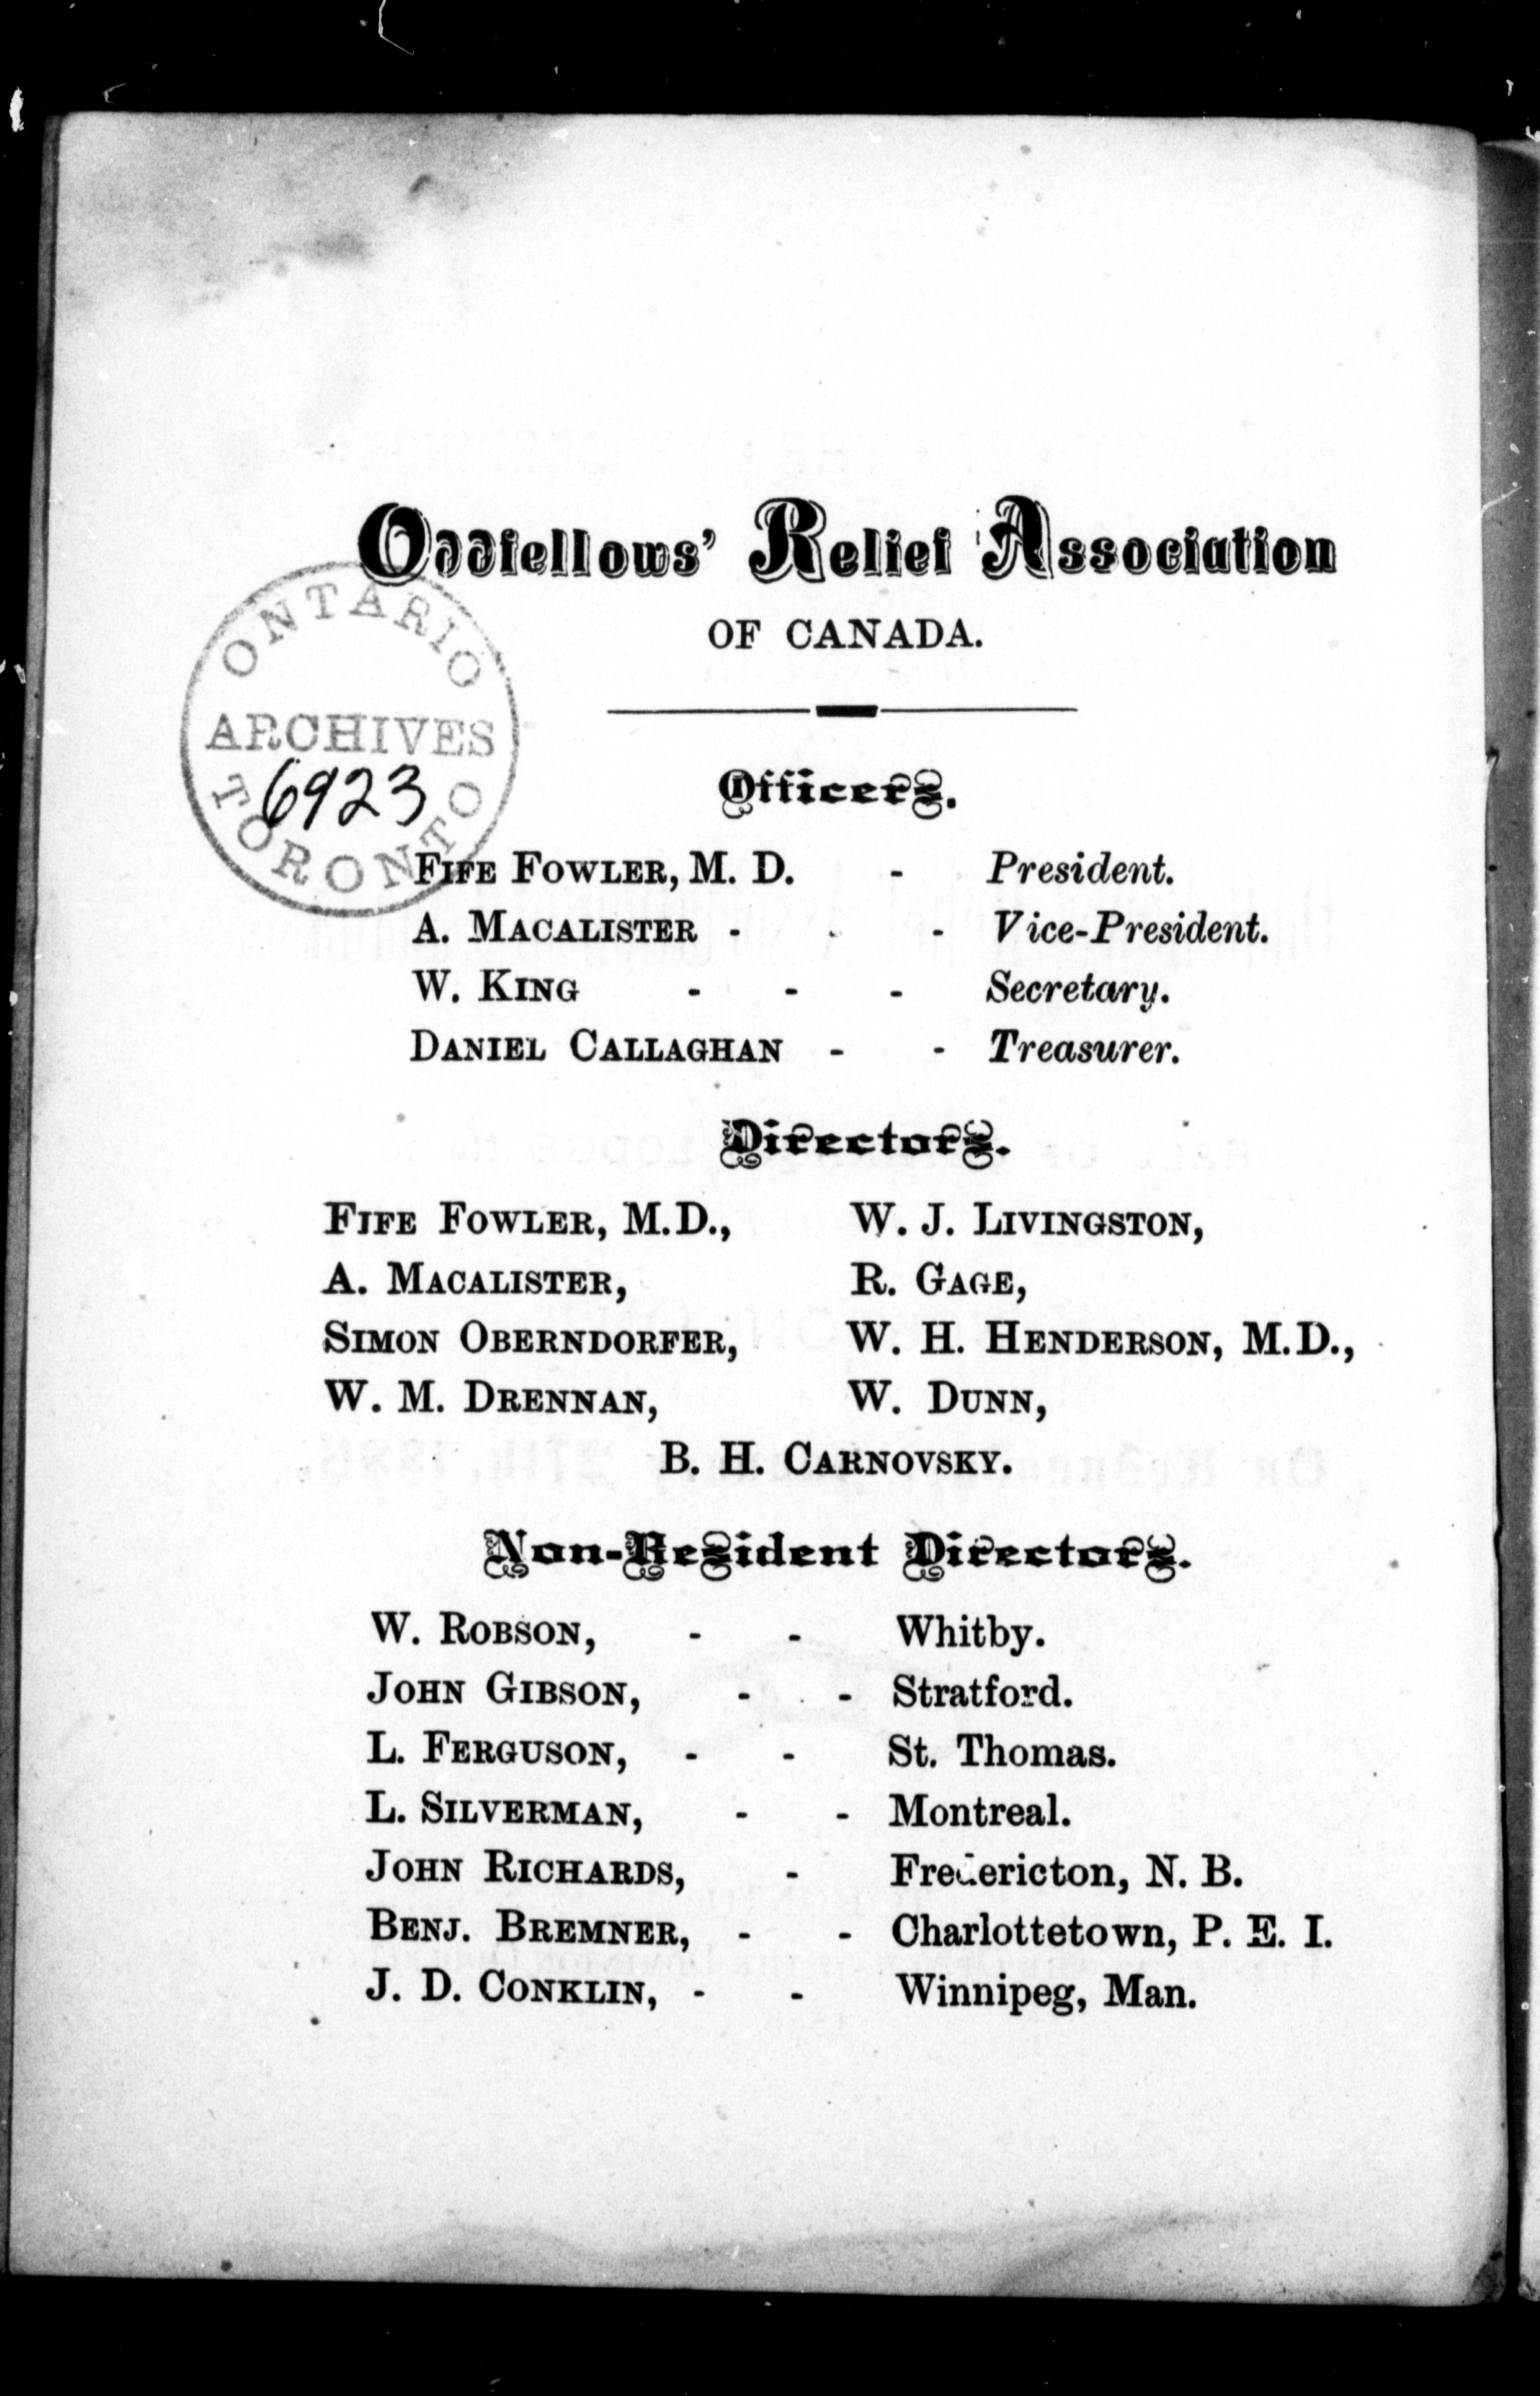 Oddfellows' Relief Association
OF CANADA.
ONTARIO
ARCHIVES
6923
TORONTO
Officers.
FIFE FOWLER, M. D. - President.
A. MACALISTER - - - Vice-President.
W. KING - - - Secretary.
DANIEL CALLAGHAN - - Treasurer.
Directors.
FIFE FOWLER, M.D., W. J. LIVINGSTON,
A. MACALISTER, R. GAGE,
SIMON OBERNDORFER, W. H. HENDERSON, M.D.,
W. M. DRENNAN, W. DUNN,
B. H. CARNOVSKY.
Non-Resident Directors.
W. ROBSON, - - Whitby.
JOHN GIBSON, - - Stratford.
L. FERGUSON, - - St. Thomas.
L. SILVERMAN, - - Montreal.
JOHN RICHARDS, - Fredericton, N. B.
BENJ. BREMNER, - - Charlottetown, P. E. I.
J. D. CONKLIN, - - Winnipeg, Man.